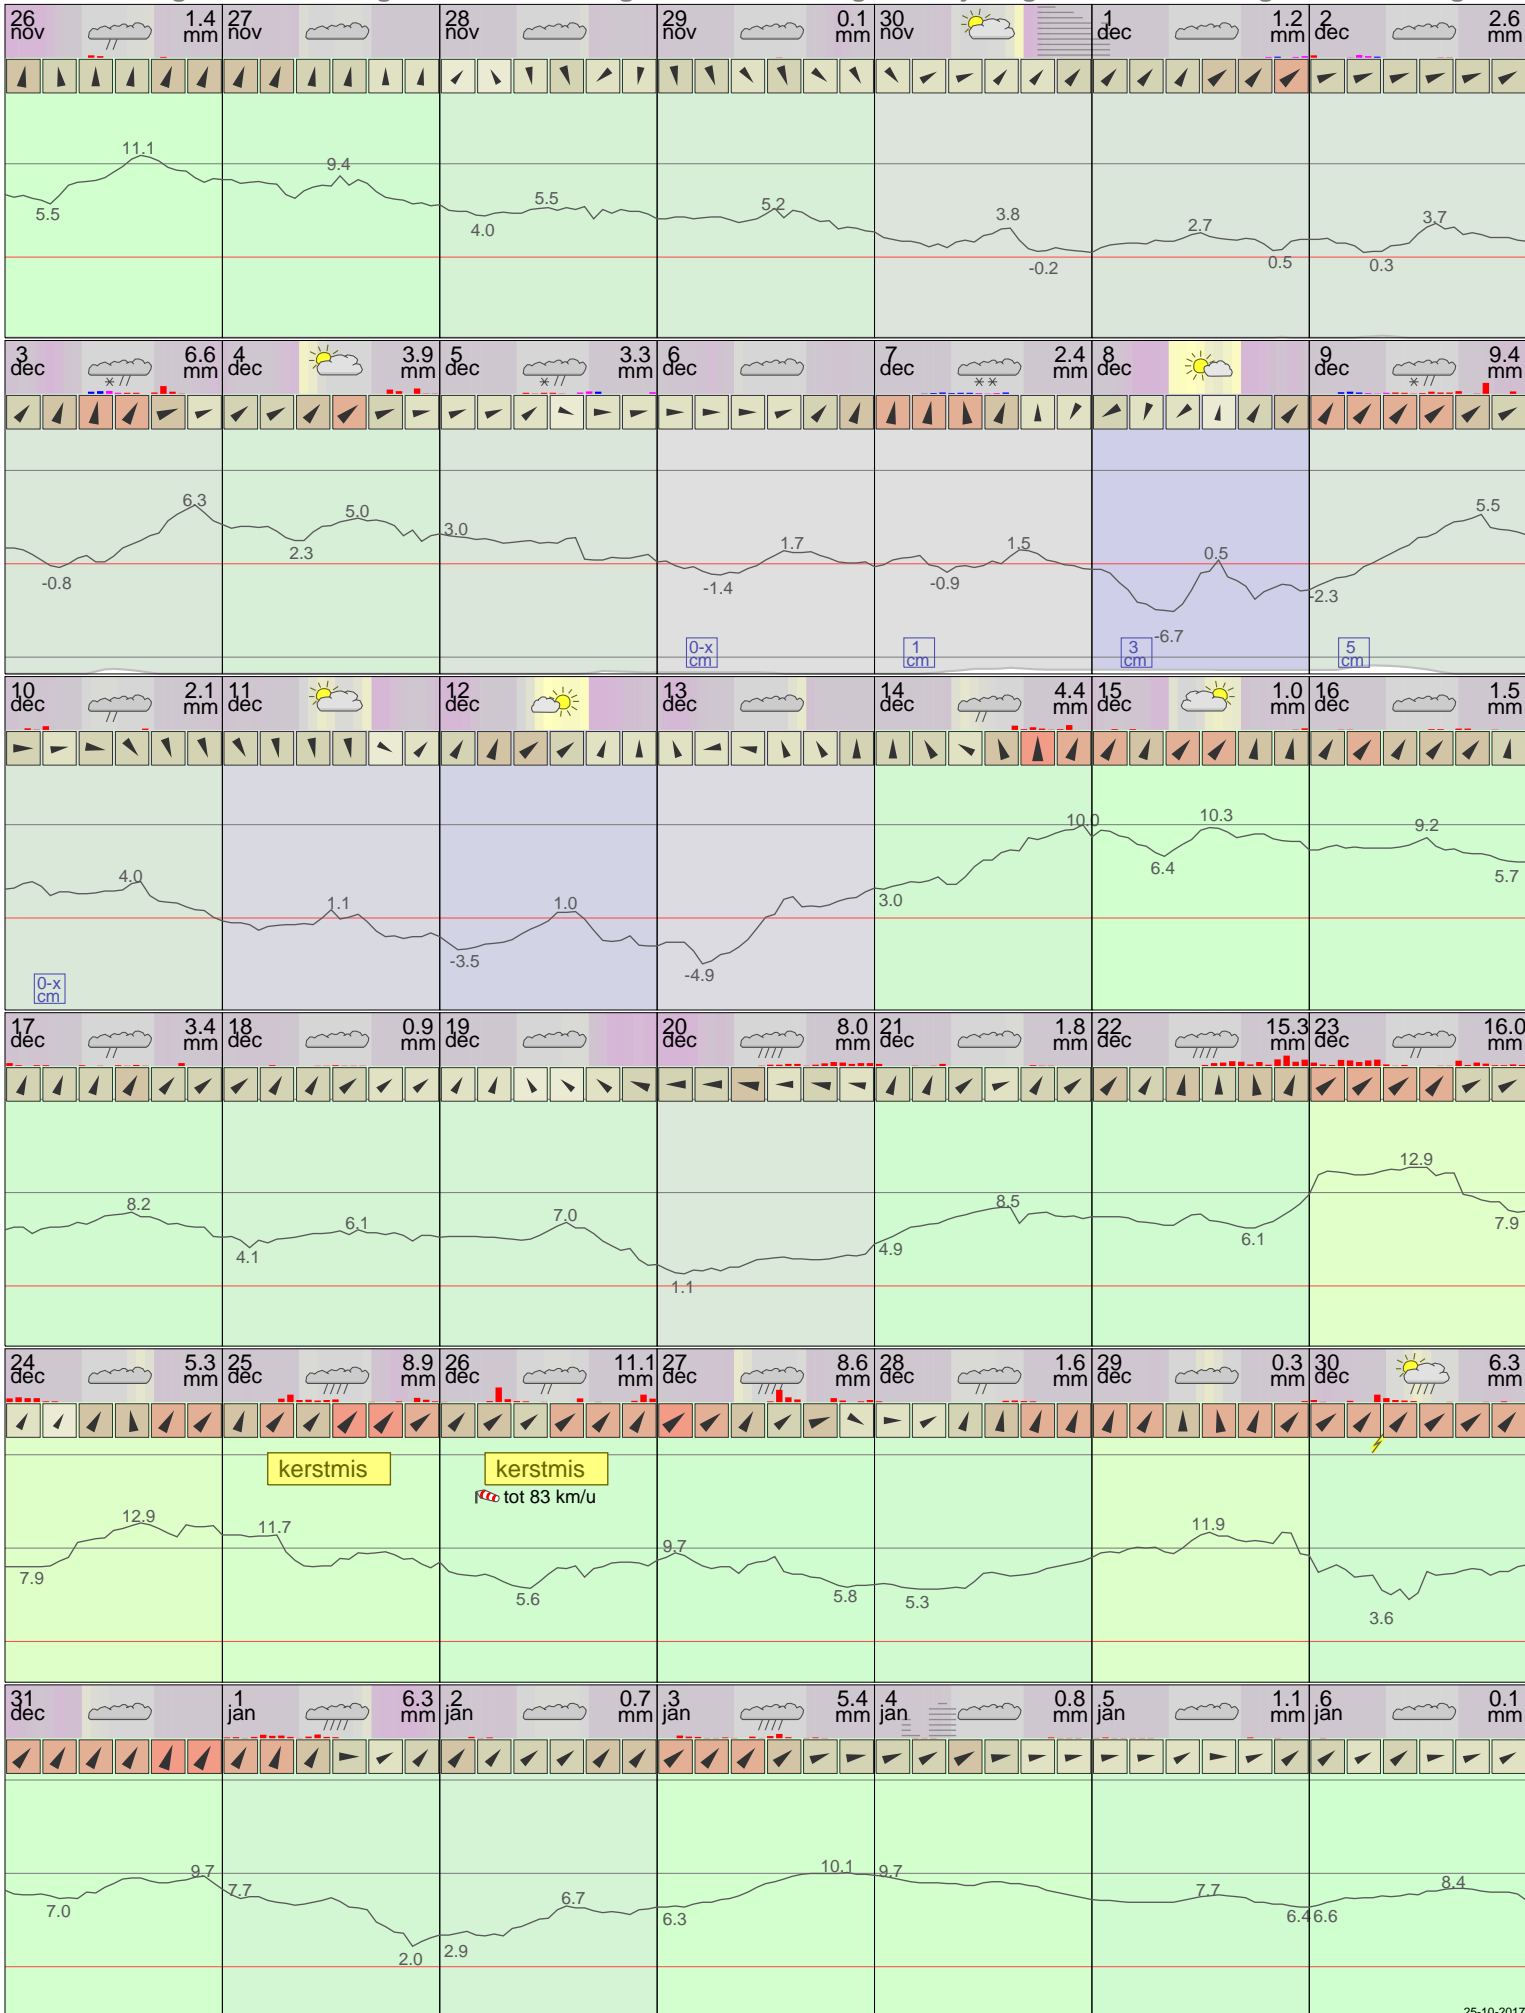 26 nov 1.4 mm
27 nov
28 nov
29 nov 0.1 mm
30 nov
1 dec 1.2 mm
2 dec 2.6 mm
11.1
5.5
9.4
5.5
4.0
5.2
3.8
-0.2
2.7
0.5
3.7
0.3
3 dec 6.6 mm
4 dec 3.9 mm
5 dec 3.3 mm
6 dec
7 dec 2.4 mm
8 dec
9 dec 9.4 mm
6.3
-0.8
5.0
2.3
3.0
1.7
-1.4
1.5
-0.9
0.5
-6.7
5.5
-2.3
0-x cm
1 cm
3 cm
5 cm
10 dec 2.1 mm
11 dec
12 dec
13 dec
14 dec 4.4 mm
15 dec 1.0 mm
16 dec 1.5 mm
4.0
1.1
1.0
-3.5
-4.9
10.0
3.0
10.3
6.4
9.2
5.7
0-x cm
17 dec 3.4 mm
18 dec 0.9 mm
19 dec
20 dec 8.0 mm
21 dec 1.8 mm
22 dec 15.3 mm
23 dec 16.0 mm
8.2
4.1
6.1
7.0
1.1
4.9
8.5
6.1
12.9
7.9
24 dec 5.3 mm
25 dec 8.9 mm
26 dec 11.1 mm
27 dec 8.6 mm
28 dec 1.6 mm
29 dec 0.3 mm
30 dec 6.3 mm
kerstmis
kerstmis
tot 83 km/u
12.9
7.9
11.7
5.6
9.7
5.8
5.3
11.9
3.6
31 dec
1 jan 6.3 mm
2 jan 0.7 mm
3 jan 5.4 mm
4 jan 0.8 mm
5 jan 1.1 mm
6 jan 0.1 mm
9.7
7.0
7.7
2.0
6.7
2.9
10.1
6.3
9.7
7.7
6.4
8.4
6.6
25-10-2017